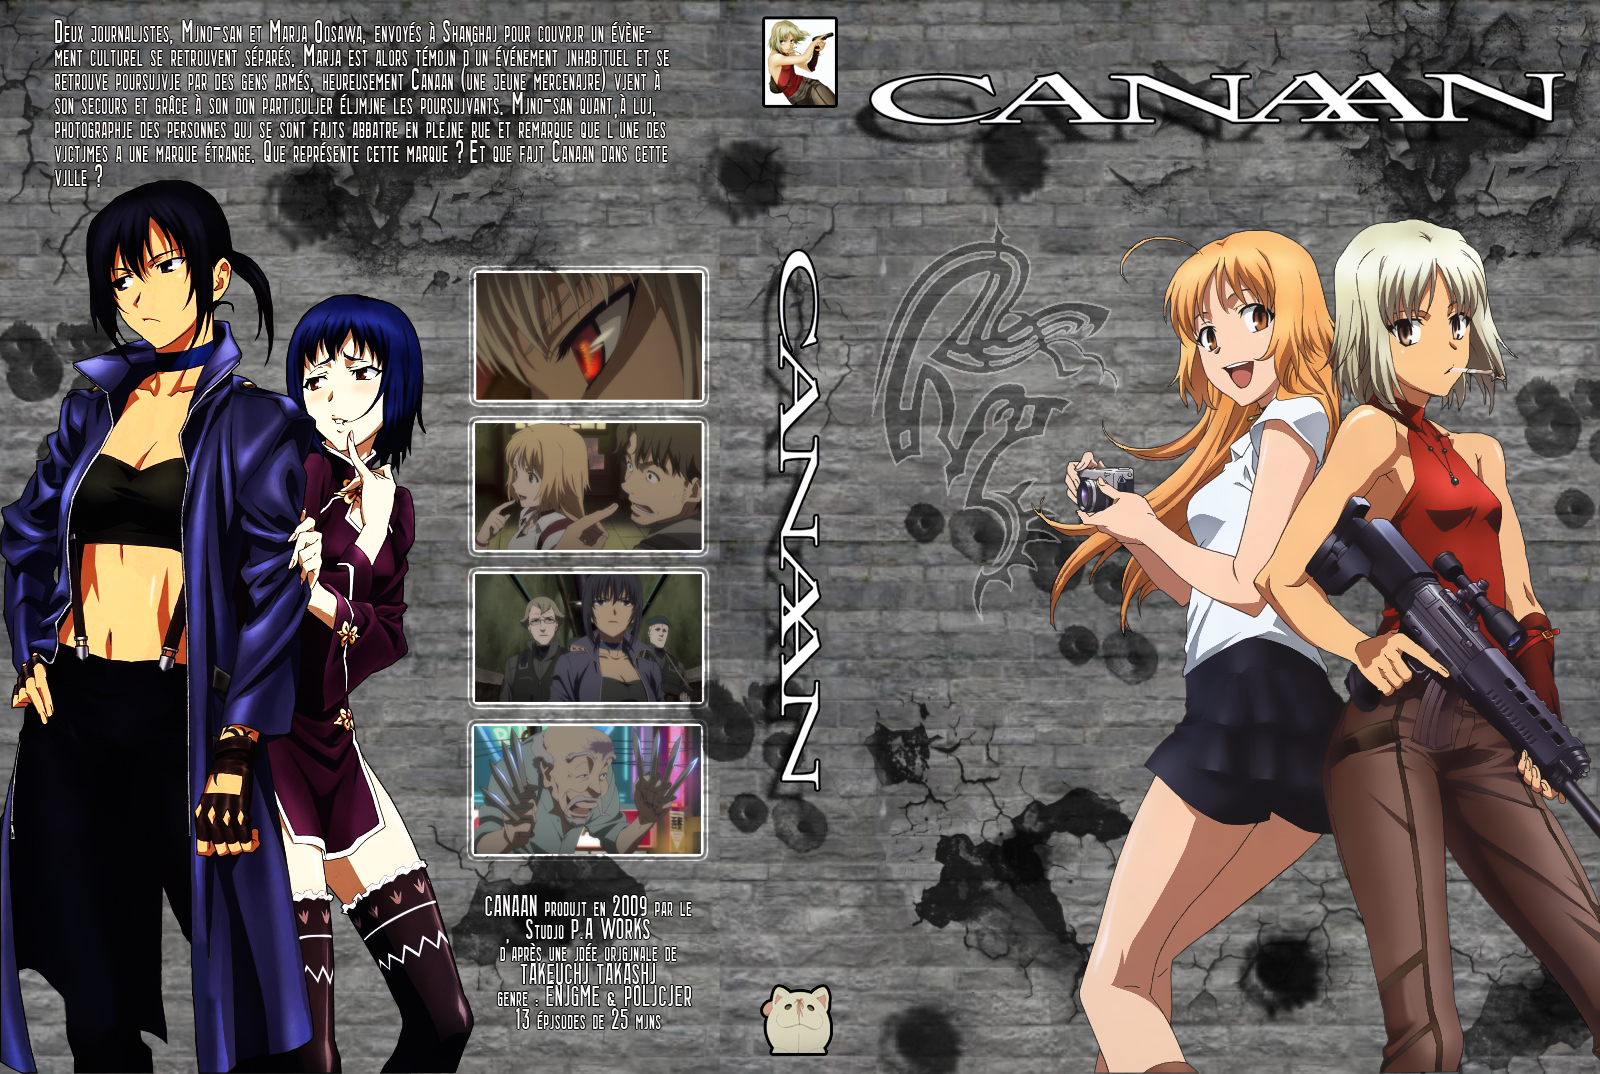 Deux journalistes, Mino-san et Maria Oosawa, envoyés à Shanghai pour couvrir un évène-
ment culturel se retrouvent séparés. Maria est alors témoin d'un événement inhabituel et se
retrouve poursuivie par des gens armés, heureusement Canaan (une jeune mercenaire) vient à
son secours et grâce à son don particulier élimine les poursuivants. Mino-san quant à lui,
photographie des personnes qui se sont faits abbatre en pleine rue et remarque que l une des
victimes a une marque étrange. Que représente cette marque ? Et que fait Canaan dans cette
ville ?
CANAAN produit en 2009 par le
Studio P.A WORKS
d'après une idée originale de
TAKEUCHI TAKASHI
genre : ENIGME & POLICIER
13 épisodes de 25 mins
CANAAN
CANAAN